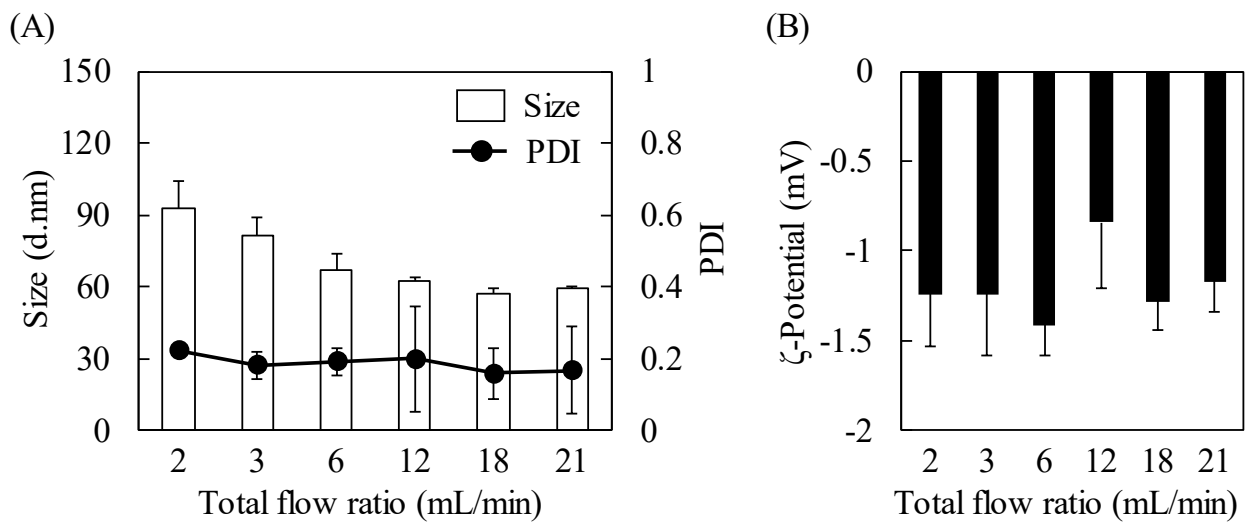 (A)
150
120
90
60
30
0
Size (d.nm)
1
0.8
0.6
0.4
0.2
0
PDI
Size
PDI
2 3 6 12 18 21
Total flow ratio (mL/min)
(B)
0
-0.5
-1
-1.5
-2
ζ-Potential (mV)
2 3 6 12 18 21
Total flow ratio (mL/min)